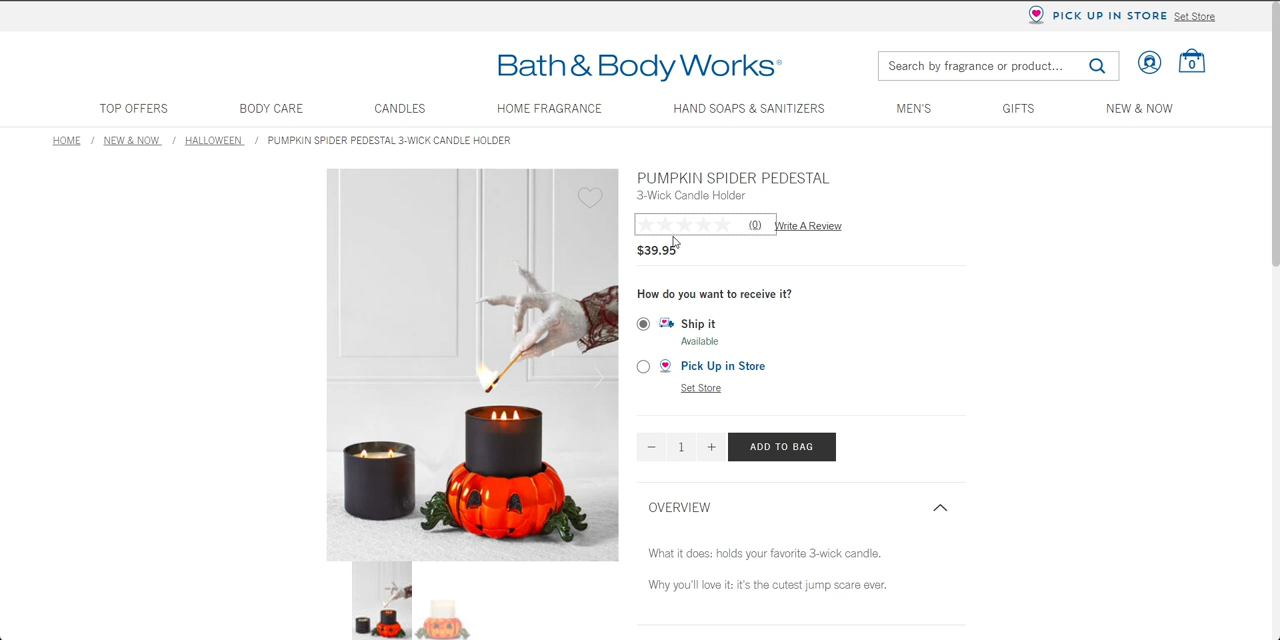 PICK UP IN STORE Set Store
Bath & Body Works®
Search by fragrance or product...
0
TOP OFFERS BODY CARE CANDLES HOME FRAGRANCE HAND SOAPS & SANITIZERS MEN'S GIFTS NEW & NOW
HOME / NEW & NOW / HALLOWEEN / PUMPKIN SPIDER PEDESTAL 3-WICK CANDLE HOLDER
PUMPKIN SPIDER PEDESTAL
3-Wick Candle Holder
(0) Write A Review
$39.95
How do you want to receive it?
Ship it
Available
Pick Up in Store
Set Store
− 1 + ADD TO BAG
OVERVIEW
What it does: holds your favorite 3-wick candle.
Why you'll love it: it's the cutest jump scare ever.